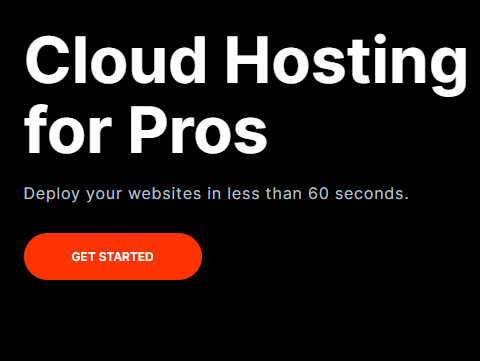 Cloud Hosting
for Pros
Deploy your websites in less than 60 seconds.
GET STARTED